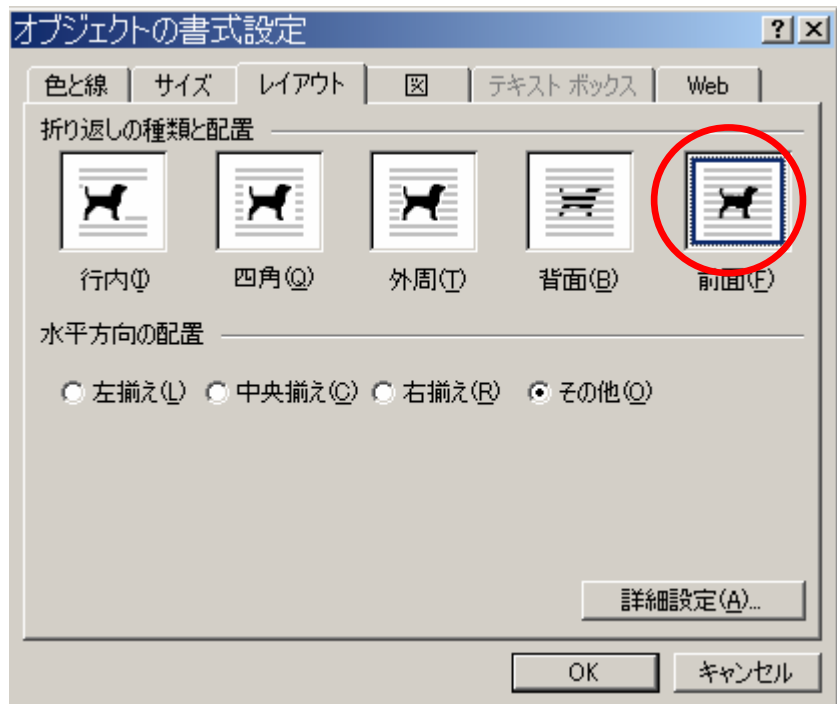 オブジェクトの書式設定
色と線 サイズ レイアウト 図 テキスト ボックス Web
折り返しの種類と配置
行内(I) 四角(Q) 外周(T) 背面(B) 前面(F)
水平方向の配置
左揃え(L) 中央揃え(C) 右揃え(R) その他(O)
詳細設定(A)...
OK キャンセル